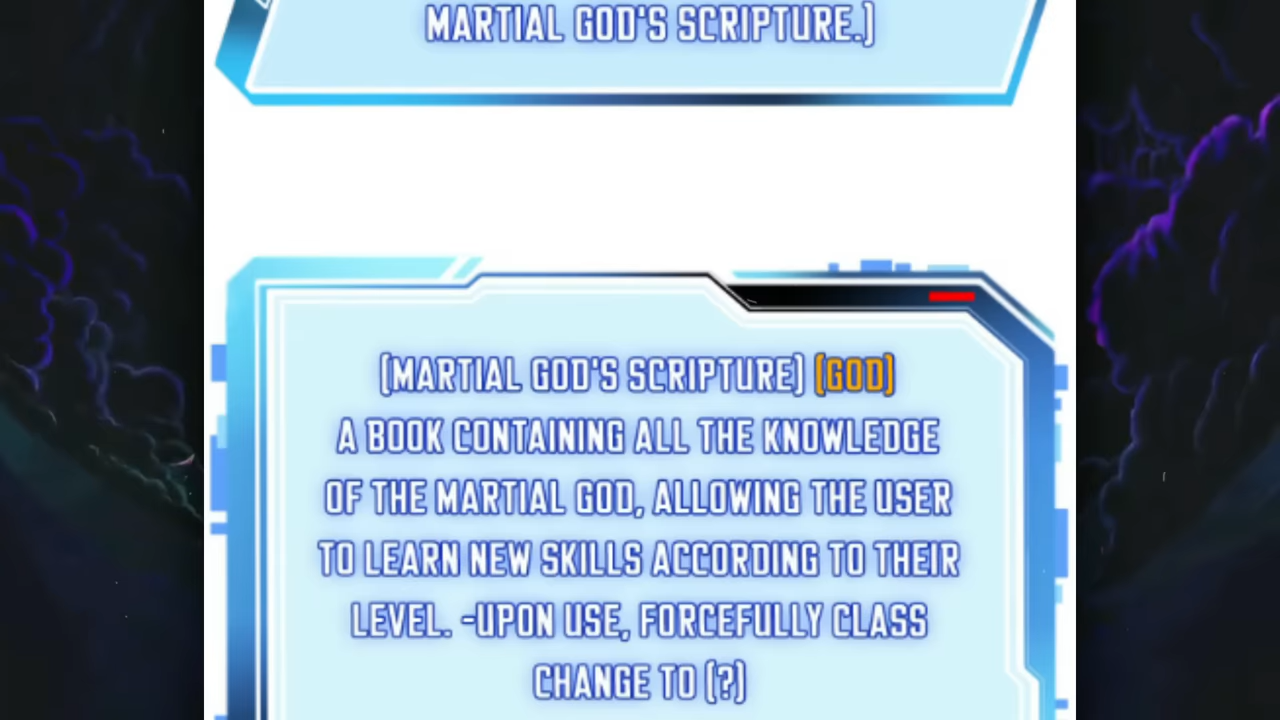 MARTIAL GOD'S SCRIPTURE.]
[MARTIAL GOD'S SCRIPTURE] [GOD]
A BOOK CONTAINING ALL THE KNOWLEDGE
OF THE MARTIAL GOD, ALLOWING THE USER
TO LEARN NEW SKILLS ACCORDING TO THEIR
LEVEL. -UPON USE, FORCEFULLY CLASS
CHANGE TO [?]